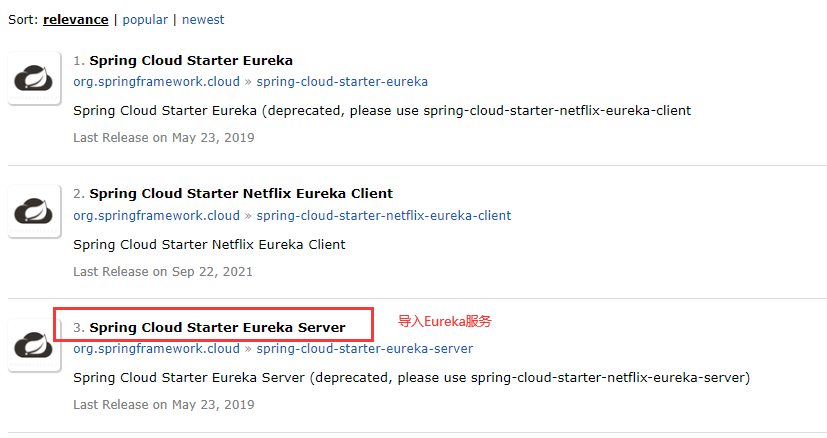 Sort: relevance | popular | newest
1. Spring Cloud Starter Eureka
org.springframework.cloud » spring-cloud-starter-eureka
Spring Cloud Starter Eureka (deprecated, please use spring-cloud-starter-netflix-eureka-client
Last Release on May 23, 2019
2. Spring Cloud Starter Netflix Eureka Client
org.springframework.cloud » spring-cloud-starter-netflix-eureka-client
Spring Cloud Starter Netflix Eureka Client
Last Release on Sep 22, 2021
3. Spring Cloud Starter Eureka Server 导入Eureka服务
org.springframework.cloud » spring-cloud-starter-eureka-server
Spring Cloud Starter Eureka Server (deprecated, please use spring-cloud-starter-netflix-eureka-server)
Last Release on May 23, 2019